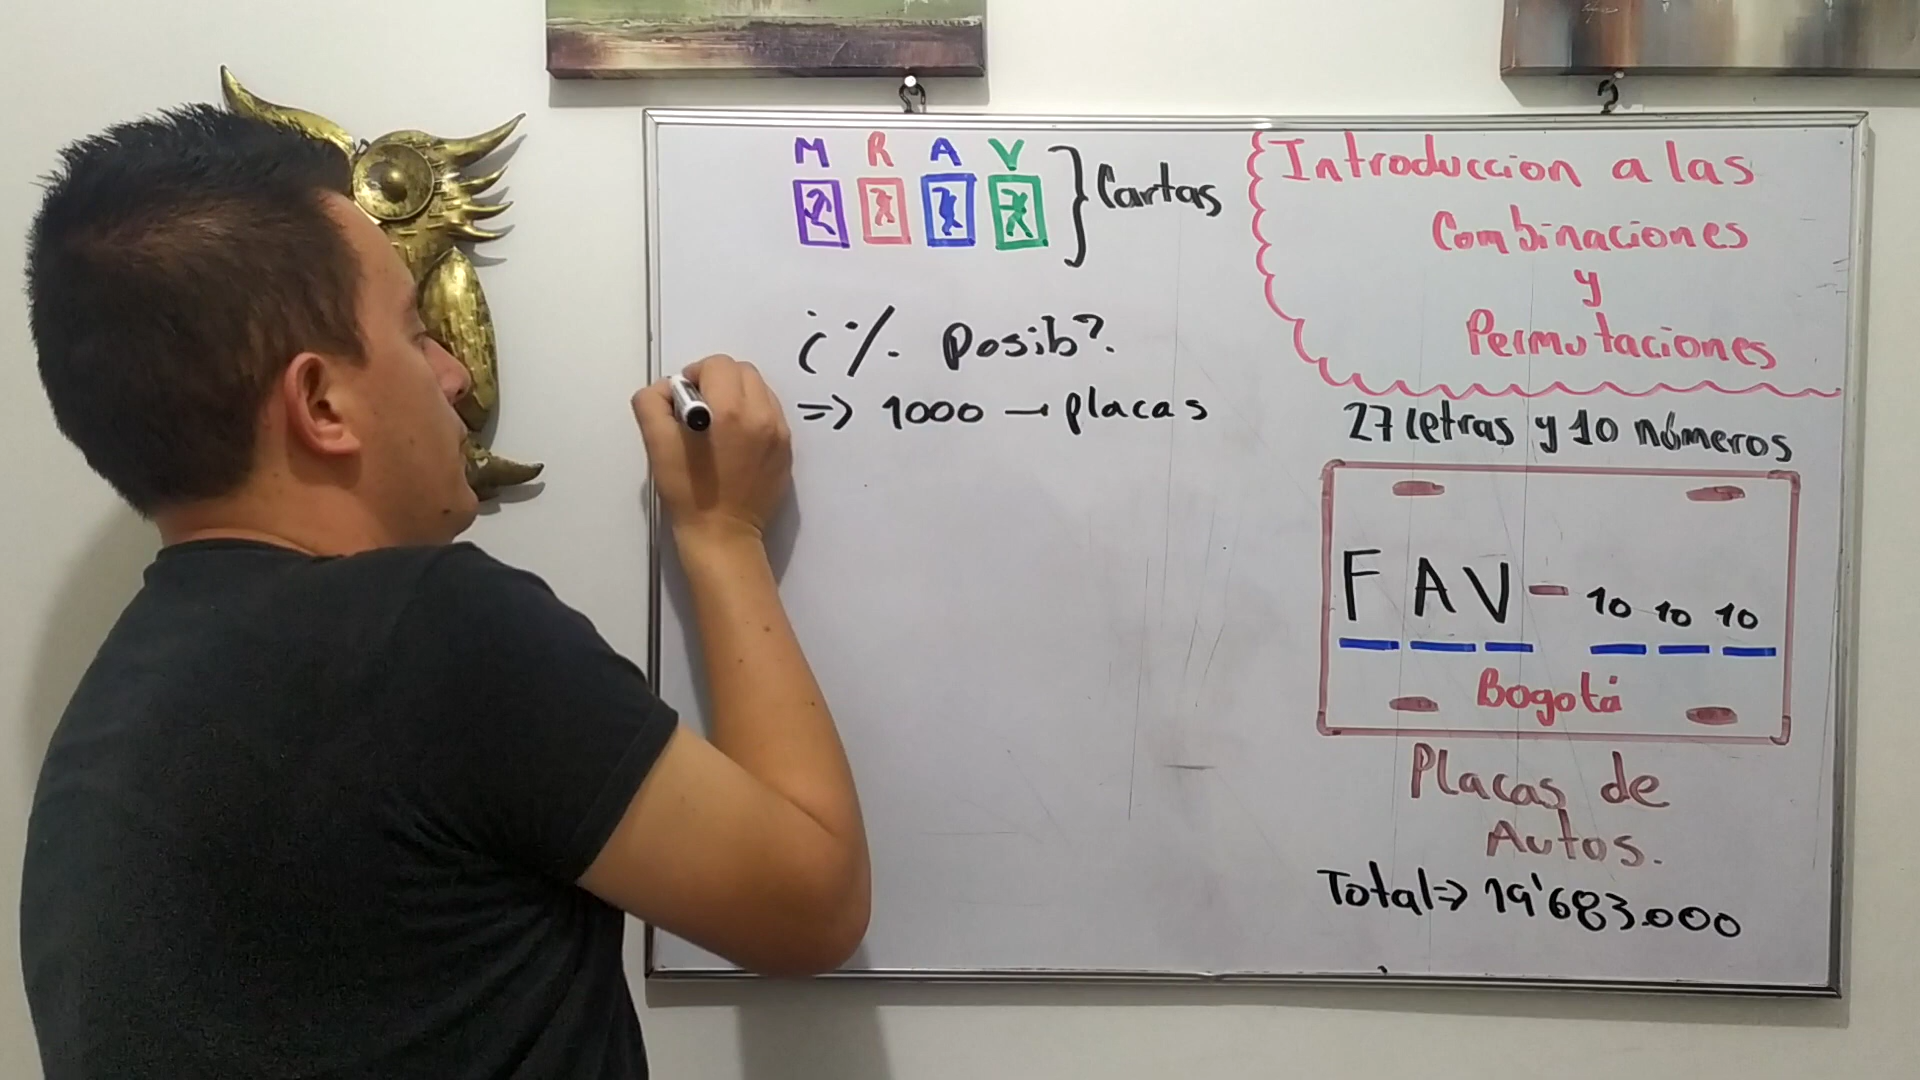 M R A V
Cartas
¿% Posib?.
=> 1000 → placas
Introduccion a las
Combinaciones
y
Permutaciones
27 letras y 10 números
F A V - 10 10 10
Bogotá
Placas de
Autos.
Total=> 19'683.000